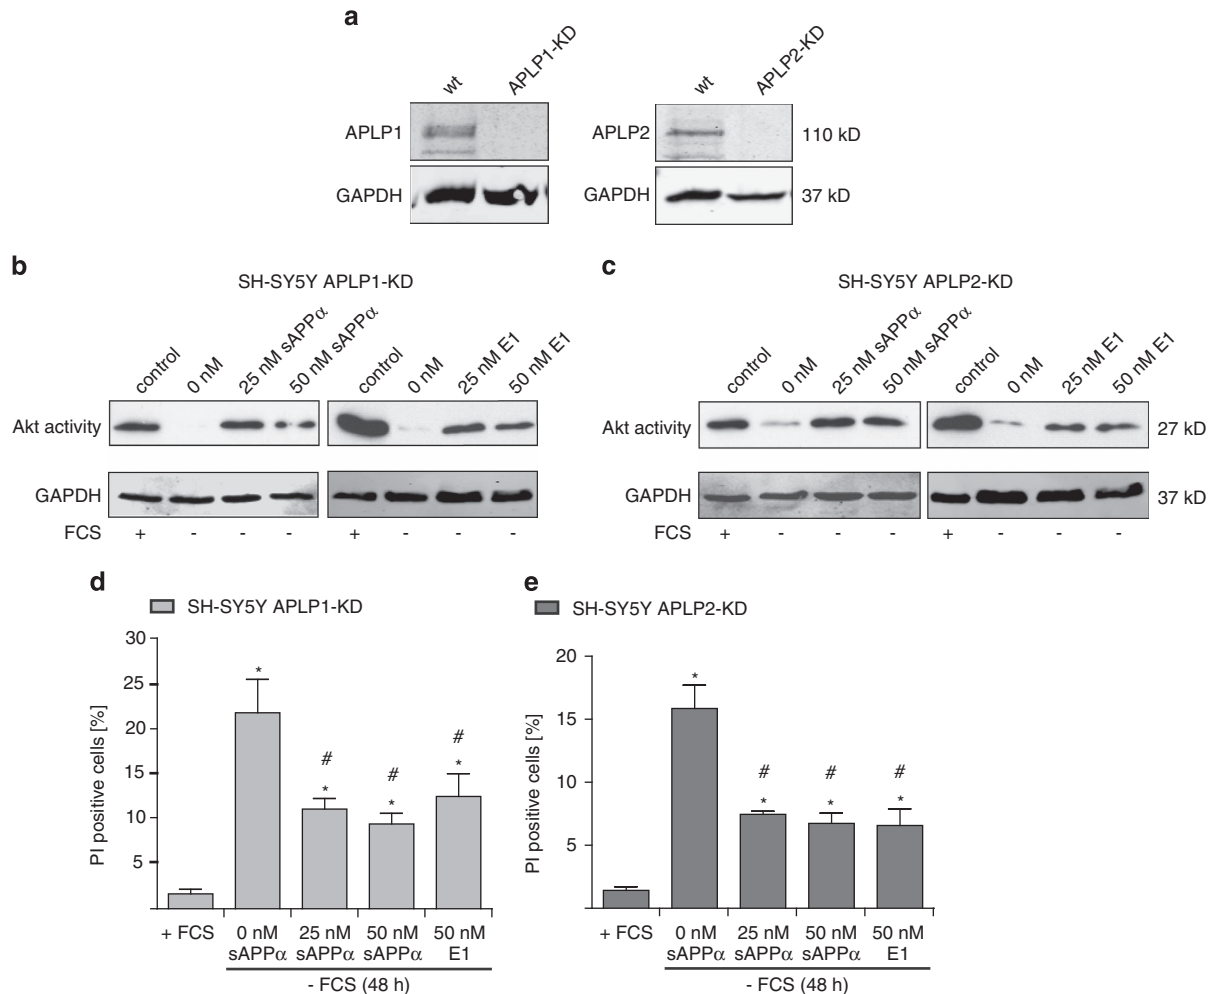 a
wt APLP1-KD wt APLP2-KD
APLP1 APLP2 110 kD
GAPDH GAPDH 37 kD
b c
SH-SY5Y APLP1-KD SH-SY5Y APLP2-KD
control 0 nM 25 nM sAPPα 50 nM sAPPα control 0 nM 25 nM E1 50 nM E1 control 0 nM 25 nM sAPPα 50 nM sAPPα control 0 nM 25 nM E1 50 nM E1
Akt activity Akt activity 27 kD
GAPDH GAPDH 37 kD
FCS + - - - + - - - FCS + - - - + - - -
d
SH-SY5Y APLP1-KD
PI positive cells [%]
30
25
20
15
10
5
*
# *
# *
# *
+ FCS 0 nM 25 nM 50 nM 50 nM
sAPPα sAPPα sAPPα E1
- FCS (48 h)
e
SH-SY5Y APLP2-KD
PI positive cells [%]
20
15
10
5
*
# *
# *
# *
+ FCS 0 nM 25 nM 50 nM 50 nM
sAPPα sAPPα sAPPα E1
- FCS (48 h)